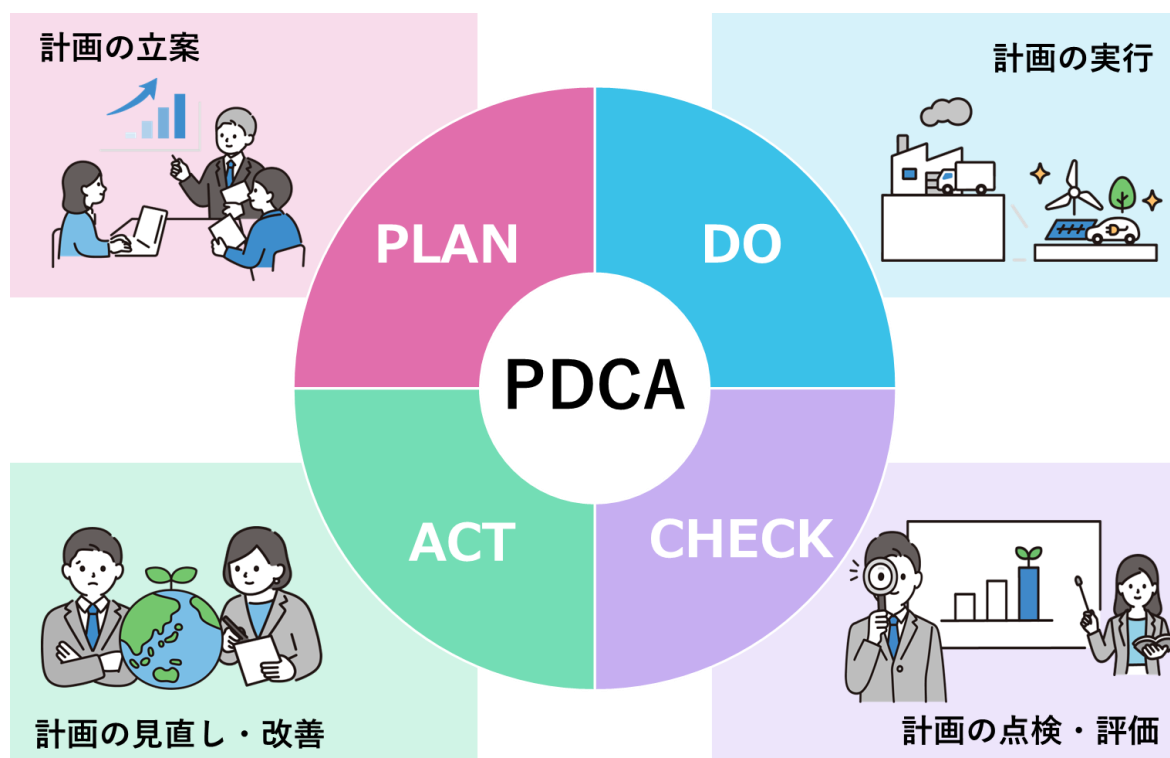 計画の立案
計画の実行
PLAN
DO
PDCA
ACT
CHECK
計画の見直し・改善
計画の点検・評価